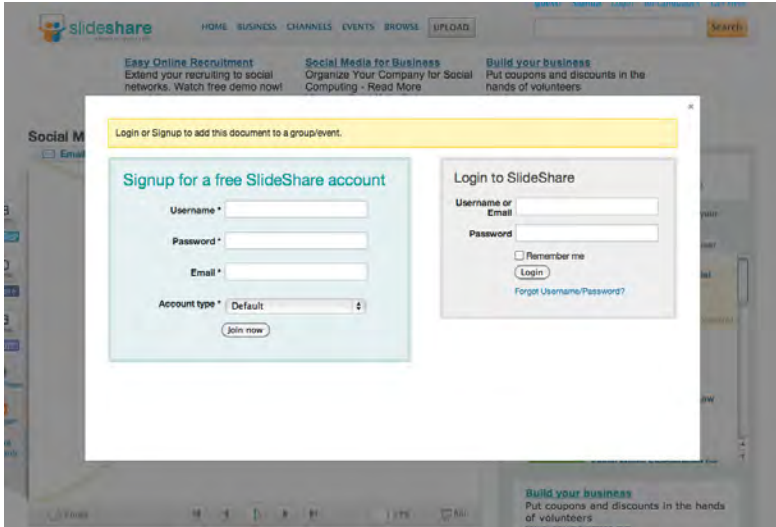 slideshare
HOME BUSINESS CHANNELS EVENTS BROWSE UPLOAD
Search
Easy Online Recruitment
Extend your recruiting to social
networks. Watch free demo now!
Social Media for Business
Organize Your Company for Social
Computing - Read More
Build your business
Put coupons and discounts in the
hands of volunteers
Social M
Email
Login or Signup to add this document to a group/event.
Signup for a free SlideShare account
Username *
Password *
Email *
Account type * Default
Join now
Login to SlideShare
Username or
Email
Password
Remember me
Login
Forgot Username/Password?
Build your business
Put coupons and discounts in the hands
of volunteers